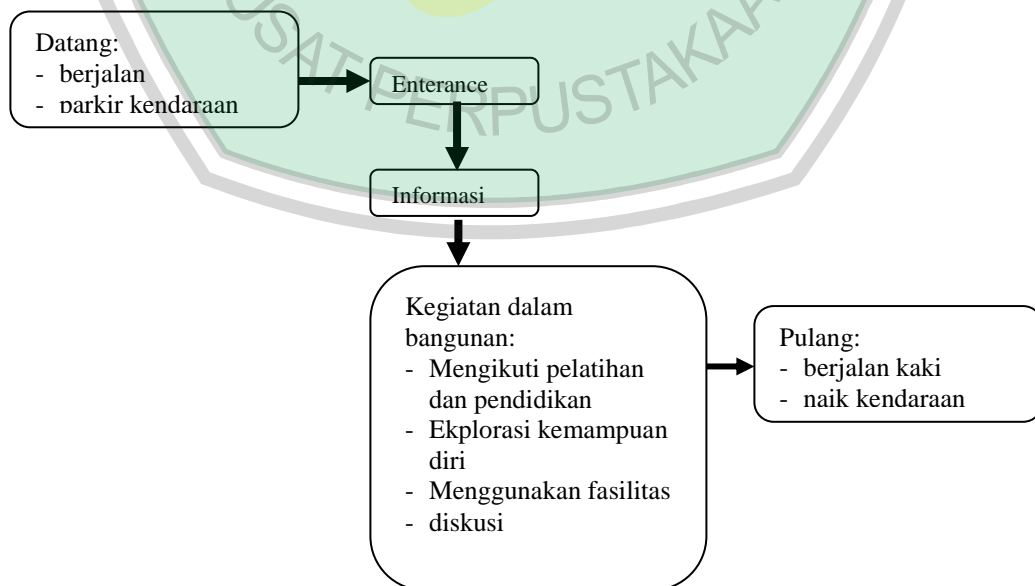 Datang:
- berjalan
- parkir kendaraan
Enterance
Informasi
Kegiatan dalam
bangunan:
- Mengikuti pelatihan
dan pendidikan
- Ekplorasi kemampuan
diri
- Menggunakan fasilitas
- diskusi
Pulang:
- berjalan kaki
- naik kendaraan
PERPUSTAKAA